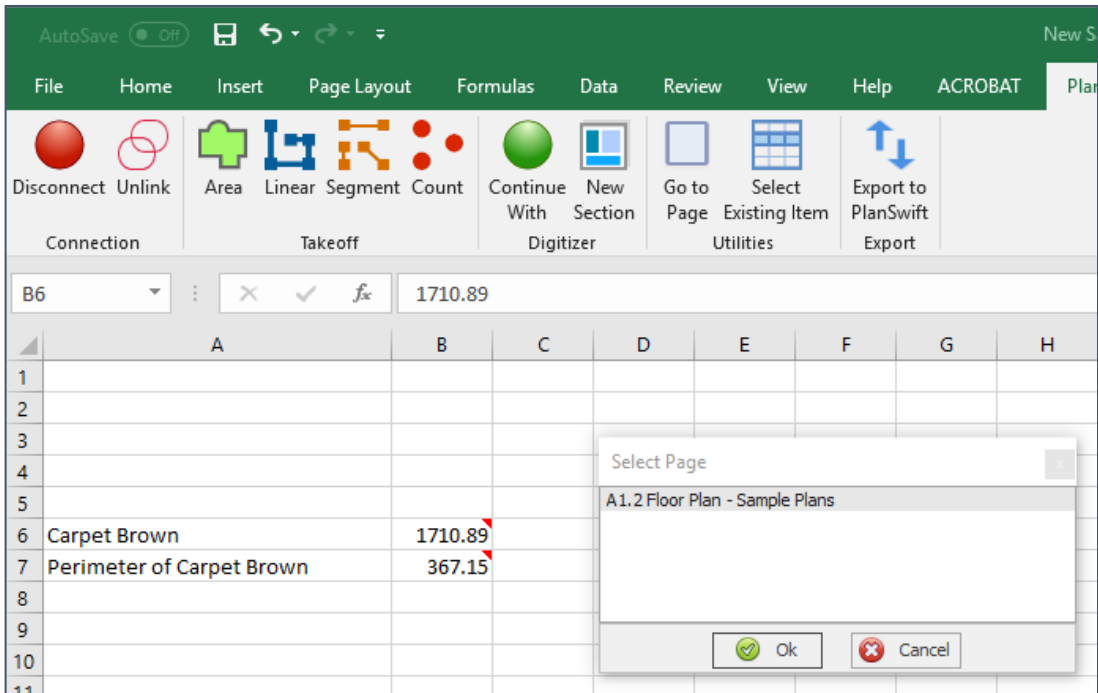 AutoSave Off New S
File Home Insert Page Layout Formulas Data Review View Help ACROBAT Plan
Disconnect Unlink Area Linear Segment Count Continue With New Section Go to Page Select Existing Item Export to PlanSwift
Connection Takeoff Digitizer Utilities Export
B6 fx 1710.89
A B C D E F G H
1
2
3
4
5
6 Carpet Brown 1710.89
7 Perimeter of Carpet Brown 367.15
8
9
10
11
Select Page
A1.2 Floor Plan - Sample Plans
Ok Cancel